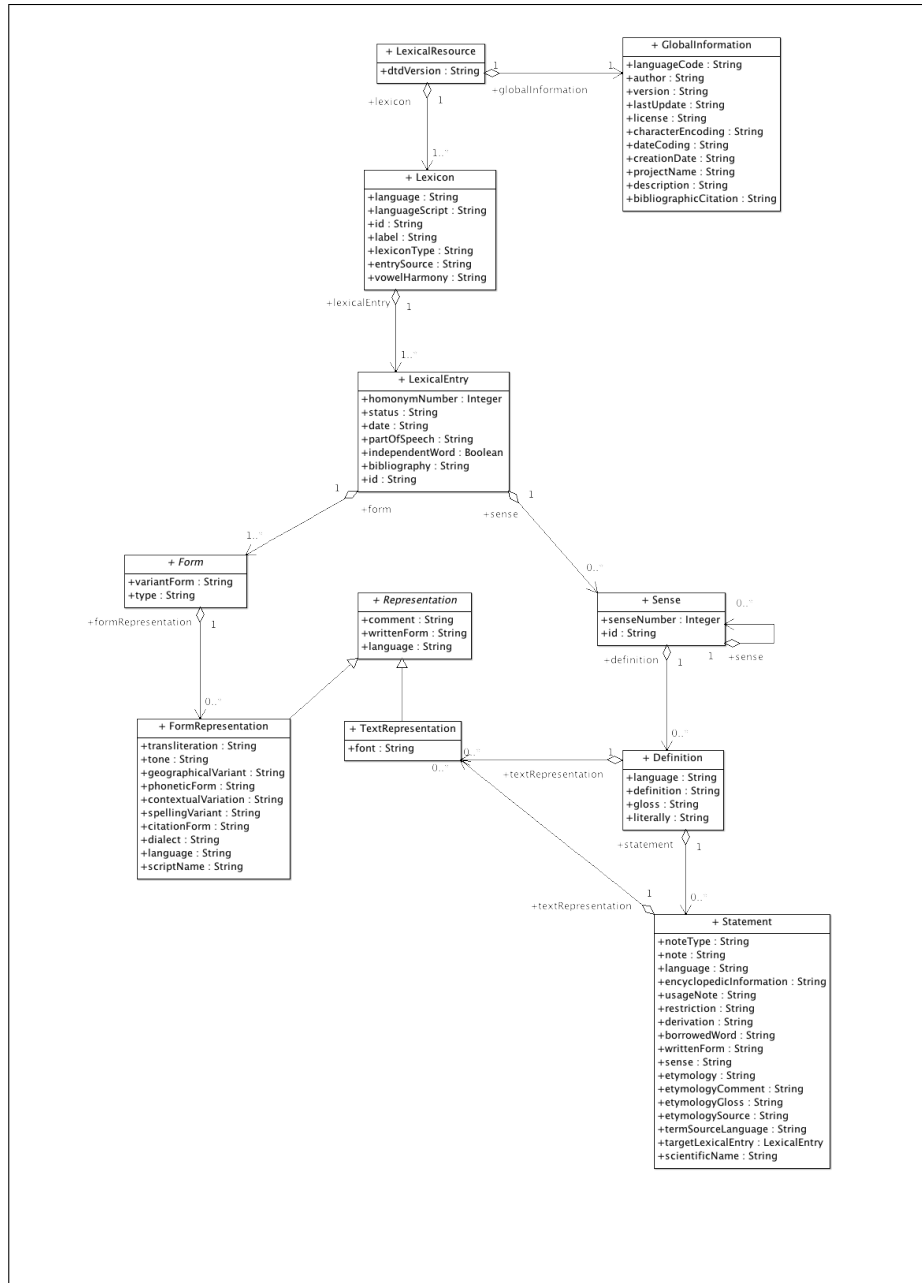 + LexicalResource
+dtdVersion : String
1
1
+globalInformation
+ GlobalInformation
+languageCode : String
+author : String
+version : String
+lastUpdate : String
+license : String
+characterEncoding : String
+dateCoding : String
+creationDate : String
+projectName : String
+description : String
+bibliographicCitation : String
+lexicon
1
1..*
+ Lexicon
+language : String
+languageScript : String
+id : String
+label : String
+lexiconType : String
+entrySource : String
+vowelHarmony : String
+lexicalEntry
1
1..*
+ LexicalEntry
+homonymNumber : Integer
+status : String
+date : String
+partOfSpeech : String
+independentWord : Boolean
+bibliography : String
+id : String
1
+form
1..*
1
+sense
0..*
+ Form
+variantForm : String
+type : String
+formRepresentation
1
0..*
+ Representation
+comment : String
+writtenForm : String
+language : String
+ Sense
+senseNumber : Integer
+id : String
0..*
1
+sense
+definition
1
0..*
+ FormRepresentation
+transliteration : String
+tone : String
+geographicalVariant : String
+phoneticForm : String
+contextualVariation : String
+spellingVariant : String
+citationForm : String
+dialect : String
+language : String
+scriptName : String
+ TextRepresentation
+font : String
0..*
0..*
1
+textRepresentation
+ Definition
+language : String
+definition : String
+gloss : String
+literally : String
+statement
1
0..*
1
+textRepresentation
+ Statement
+noteType : String
+note : String
+language : String
+encyclopedicInformation : String
+usageNote : String
+restriction : String
+derivation : String
+borrowedWord : String
+writtenForm : String
+sense : String
+etymology : String
+etymologyComment : String
+etymologyGloss : String
+etymologySource : String
+termSourceLanguage : String
+targetLexicalEntry : LexicalEntry
+scientificName : String